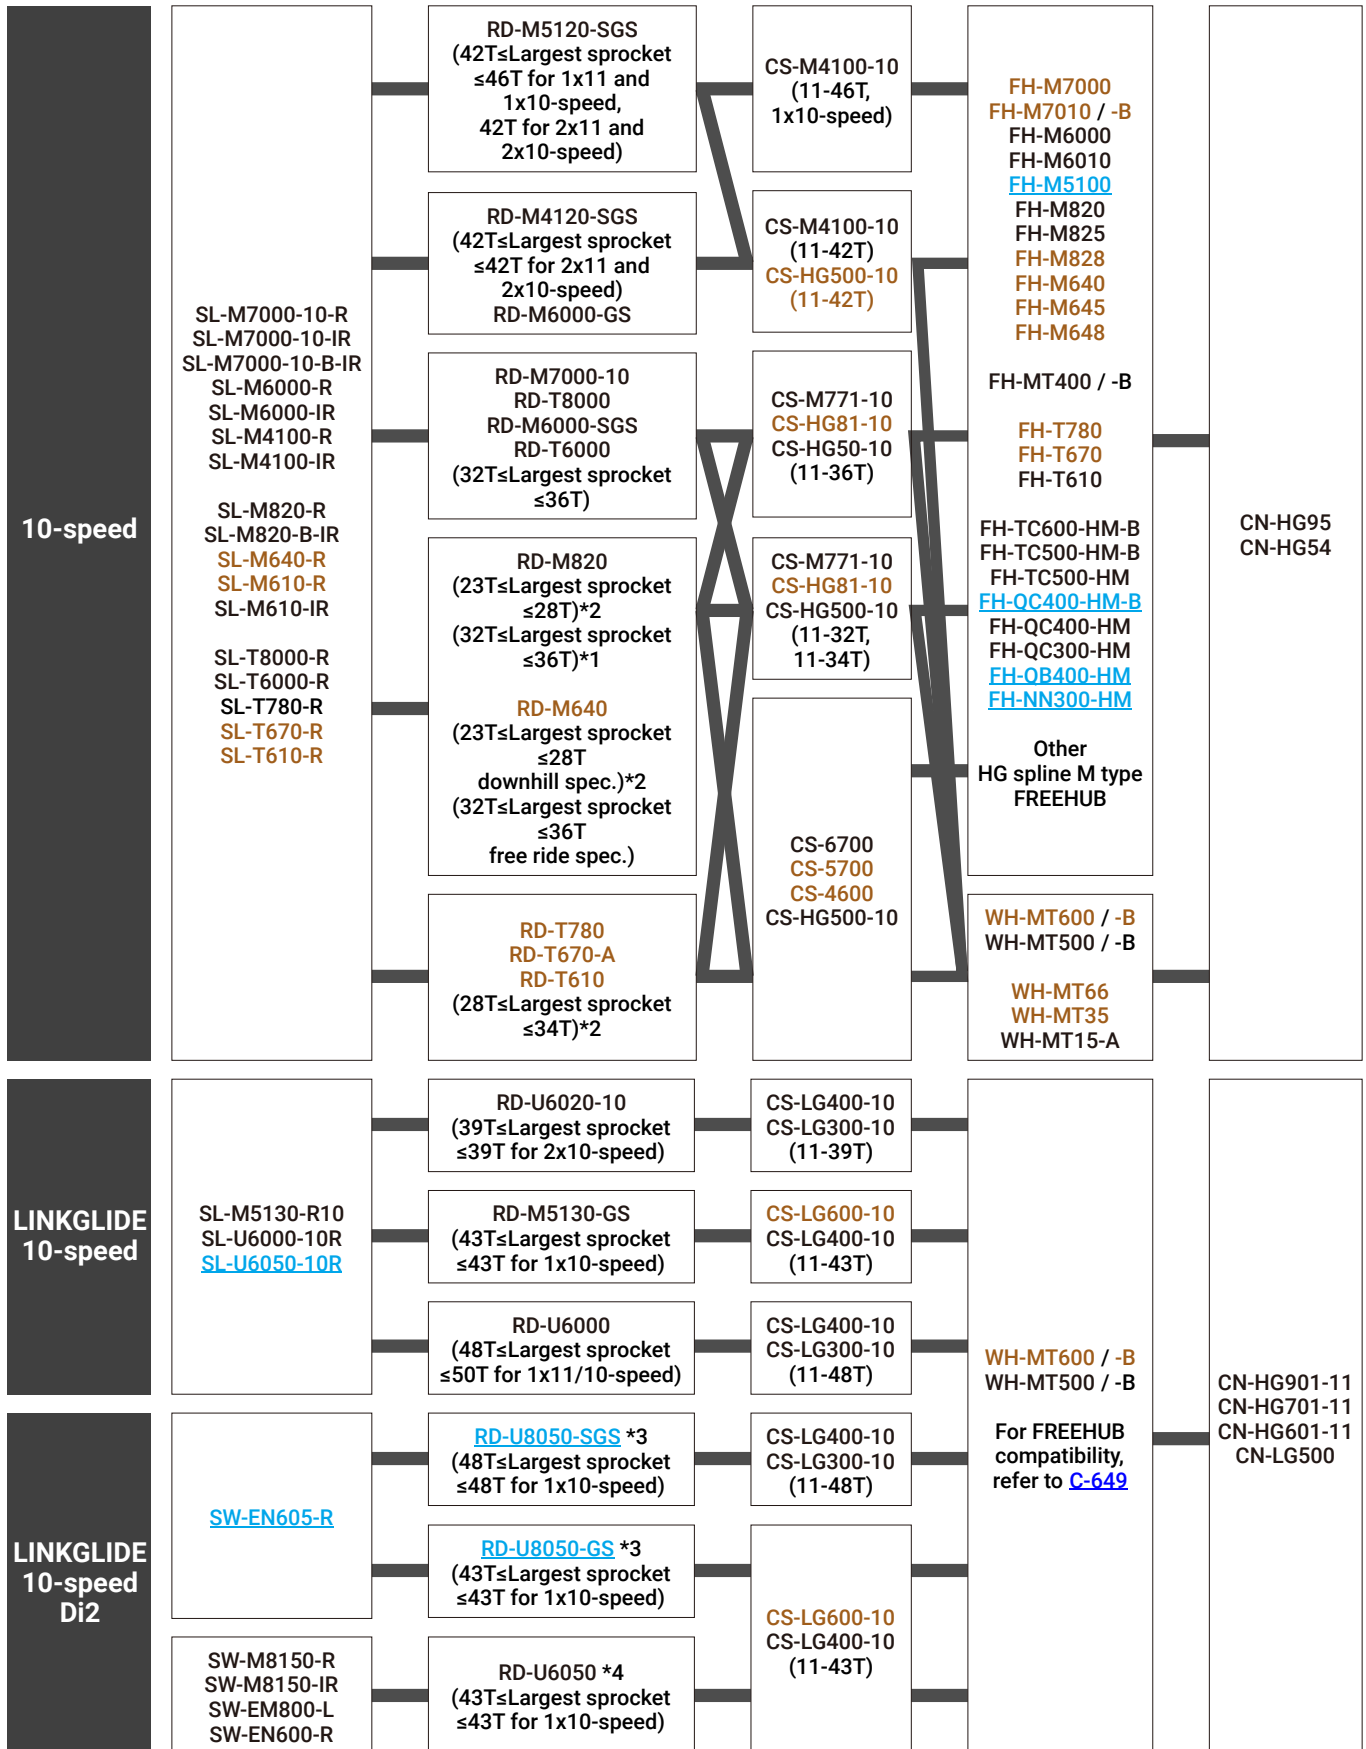 10-speed
SL-M7000-10-R
SL-M7000-10-IR
SL-M7000-10-B-IR
SL-M6000-R
SL-M6000-IR
SL-M4100-R
SL-M4100-IR
SL-M820-R
SL-M820-B-IR
SL-M640-R
SL-M610-R
SL-M610-IR
SL-T8000-R
SL-T6000-R
SL-T780-R
SL-T670-R
SL-T610-R
RD-M5120-SGS
(42T≤Largest sprocket
≤46T for 1x11 and
1x10-speed,
42T for 2x11 and
2x10-speed)
RD-M4120-SGS
(42T≤Largest sprocket
≤42T for 2x11 and
2x10-speed)
RD-M6000-GS
RD-M7000-10
RD-T8000
RD-M6000-SGS
RD-T6000
(32T≤Largest sprocket
≤36T)
RD-M820
(23T≤Largest sprocket
≤28T)*2
(32T≤Largest sprocket
≤36T)*1
RD-M640
(23T≤Largest sprocket
≤28T
downhill spec.)*2
(32T≤Largest sprocket
≤36T
free ride spec.)
RD-T780
RD-T670-A
RD-T610
(28T≤Largest sprocket
≤34T)*2
CS-M4100-10
(11-46T,
1x10-speed)
CS-M4100-10
(11-42T)
CS-HG500-10
(11-42T)
CS-M771-10
CS-HG81-10
CS-HG50-10
(11-36T)
CS-M771-10
CS-HG81-10
CS-HG500-10
(11-32T,
11-34T)
CS-6700
CS-5700
CS-4600
CS-HG500-10
FH-M7000
FH-M7010 / -B
FH-M6000
FH-M6010
FH-M5100
FH-M820
FH-M825
FH-M828
FH-M640
FH-M645
FH-M648
FH-MT400 / -B
FH-T780
FH-T670
FH-T610
FH-TC600-HM-B
FH-TC500-HM-B
FH-TC500-HM
FH-QC400-HM-B
FH-QC400-HM
FH-QC300-HM
FH-OB400-HM
FH-NN300-HM
Other
HG spline M type
FREEHUB
WH-MT600 / -B
WH-MT500 / -B
WH-MT66
WH-MT35
WH-MT15-A
CN-HG95
CN-HG54
LINKGLIDE
10-speed
SL-M5130-R10
SL-U6000-10R
SL-U6050-10R
RD-U6020-10
(39T≤Largest sprocket
≤39T for 2x10-speed)
RD-M5130-GS
(43T≤Largest sprocket
≤43T for 1x10-speed)
RD-U6000
(48T≤Largest sprocket
≤50T for 1x11/10-speed)
CS-LG400-10
CS-LG300-10
(11-39T)
CS-LG600-10
CS-LG400-10
(11-43T)
CS-LG400-10
CS-LG300-10
(11-48T)
LINKGLIDE
10-speed
Di2
SW-EN605-R
SW-M8150-R
SW-M8150-IR
SW-EM800-L
SW-EN600-R
RD-U8050-SGS *3
(48T≤Largest sprocket
≤48T for 1x10-speed)
RD-U8050-GS *3
(43T≤Largest sprocket
≤43T for 1x10-speed)
RD-U6050 *4
(43T≤Largest sprocket
≤43T for 1x10-speed)
CS-LG400-10
CS-LG300-10
(11-48T)
CS-LG600-10
CS-LG400-10
(11-43T)
WH-MT600 / -B
WH-MT500 / -B
For FREEHUB
compatibility,
refer to C-649
CN-HG901-11
CN-HG701-11
CN-HG601-11
CN-LG500